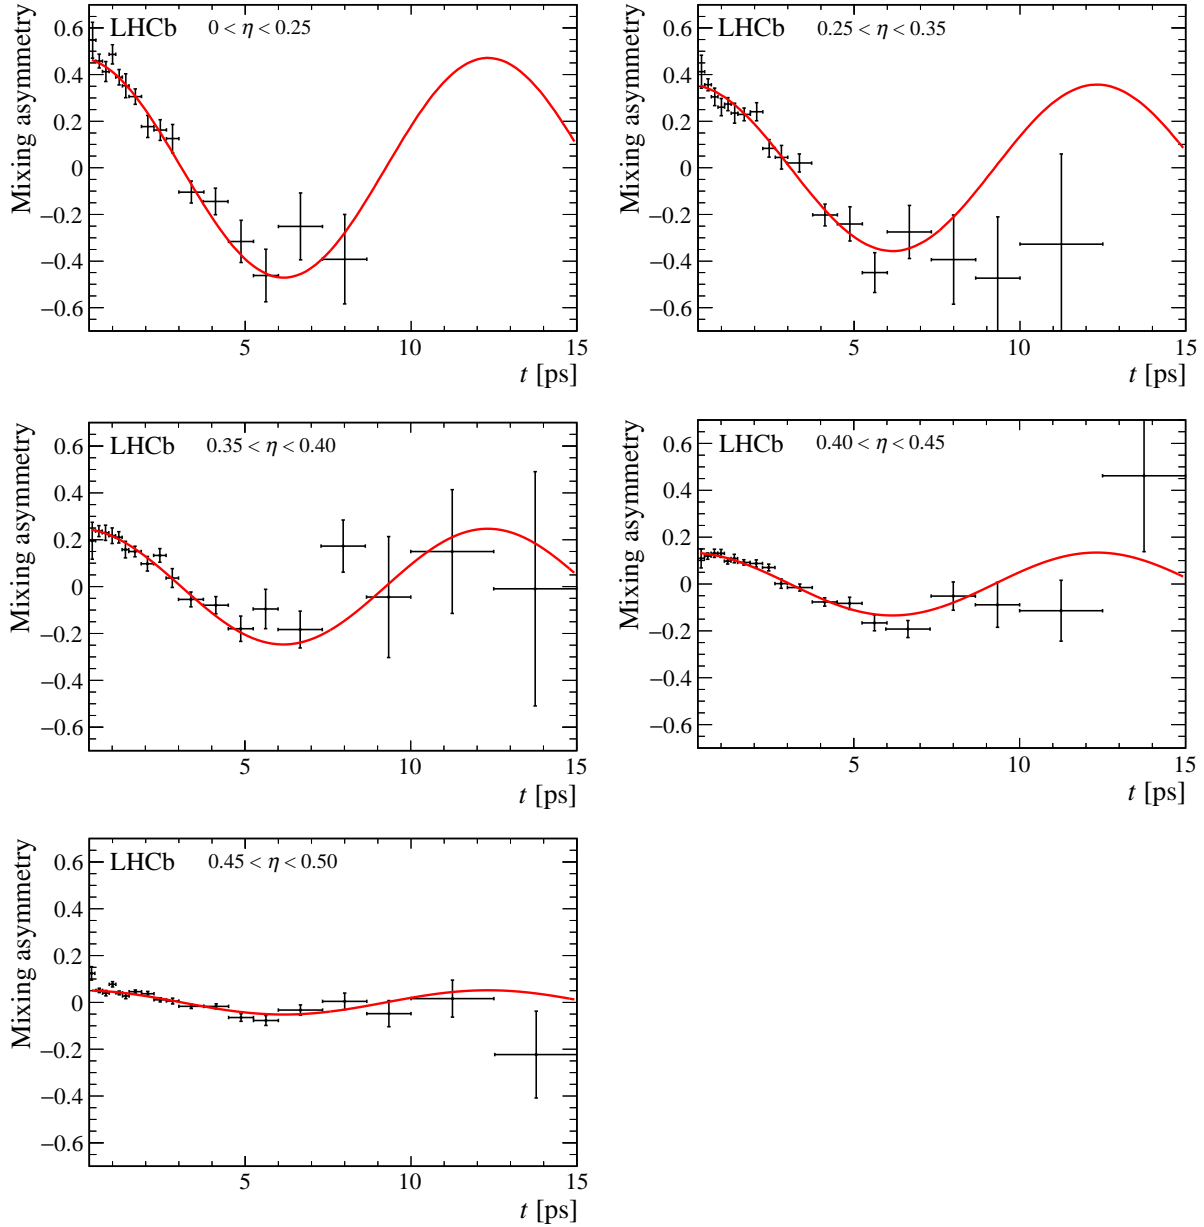 LHCb 0 < η < 0.25
Mixing asymmetry
0.6
0.4
0.2
0
−0.2
−0.4
−0.6
5 10 15
t [ps]
LHCb 0.25 < η < 0.35
Mixing asymmetry
0.6
0.4
0.2
0
−0.2
−0.4
−0.6
5 10 15
t [ps]
LHCb 0.35 < η < 0.40
Mixing asymmetry
0.6
0.4
0.2
0
−0.2
−0.4
−0.6
5 10 15
t [ps]
LHCb 0.40 < η < 0.45
Mixing asymmetry
0.6
0.4
0.2
0
−0.2
−0.4
−0.6
5 10 15
t [ps]
LHCb 0.45 < η < 0.50
Mixing asymmetry
0.6
0.4
0.2
0
−0.2
−0.4
−0.6
5 10 15
t [ps]